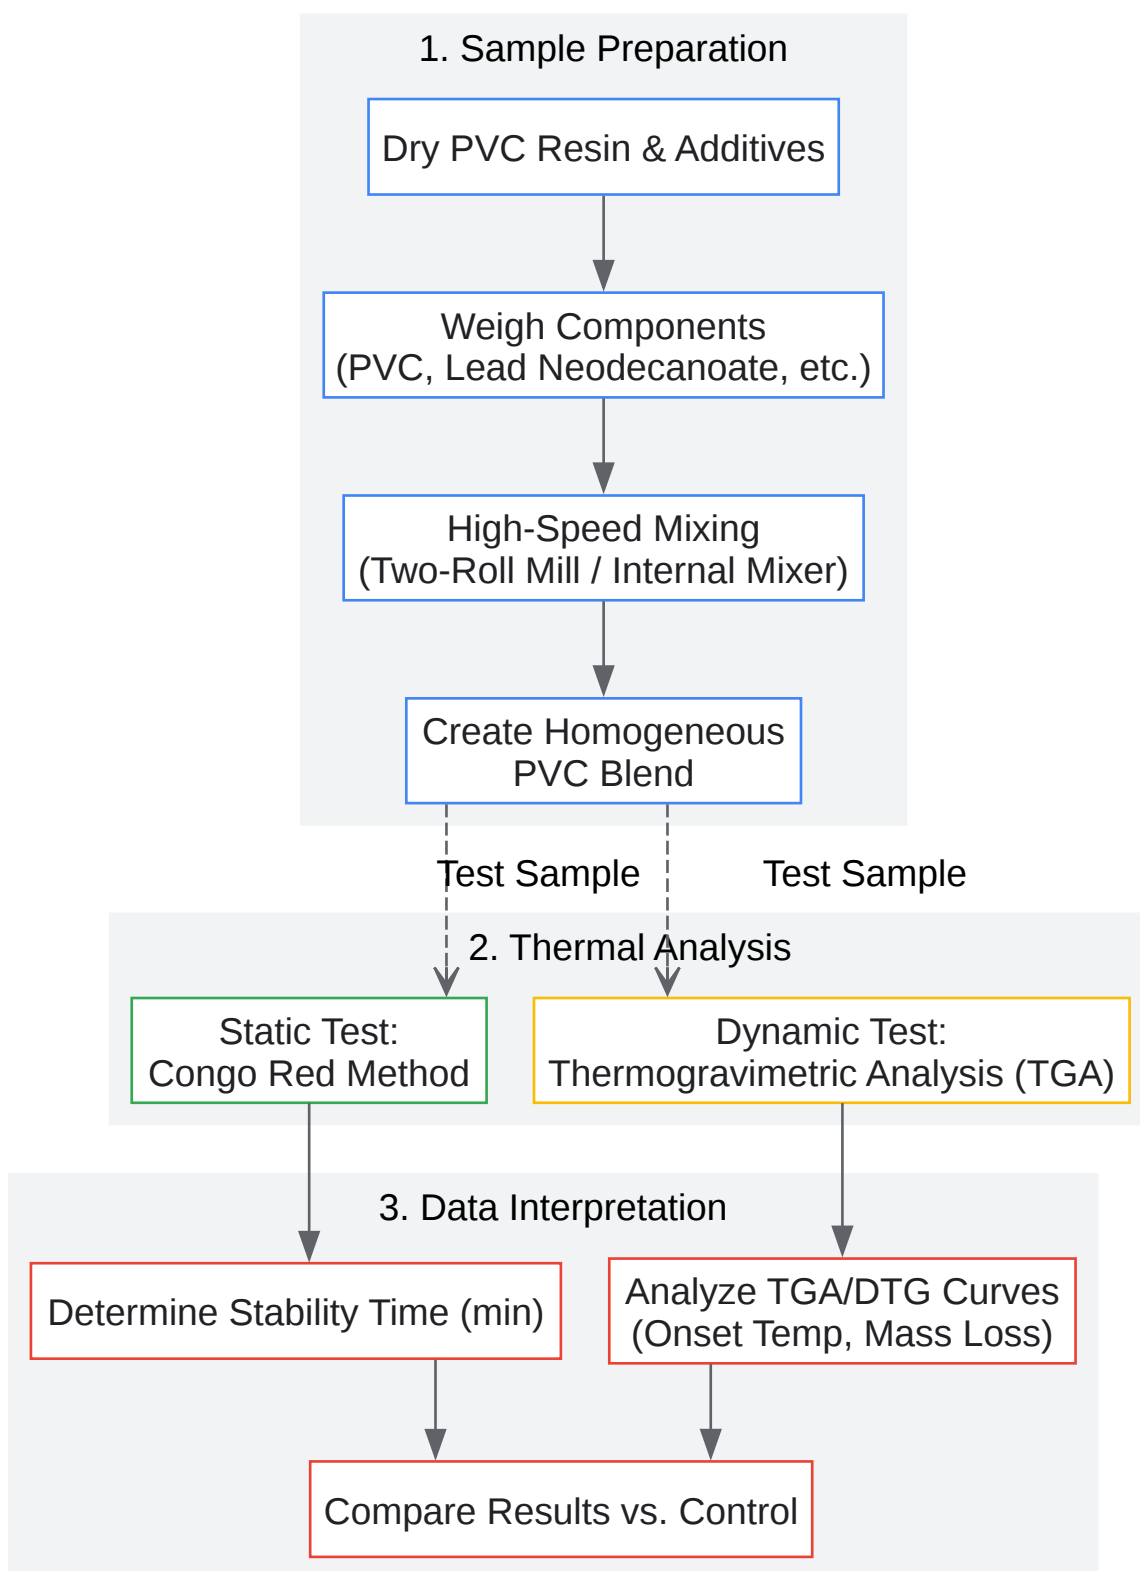 1. Sample Preparation
Dry PVC Resin & Additives
Weigh Components
(PVC, Lead Neodecanoate, etc.)
High-Speed Mixing
(Two-Roll Mill / Internal Mixer)
Create Homogeneous
PVC Blend
Test Sample
Test Sample
2. Thermal Analysis
Static Test:
Congo Red Method
Dynamic Test:
Thermogravimetric Analysis (TGA)
3. Data Interpretation
Determine Stability Time (min)
Analyze TGA/DTG Curves
(Onset Temp, Mass Loss)
Compare Results vs. Control